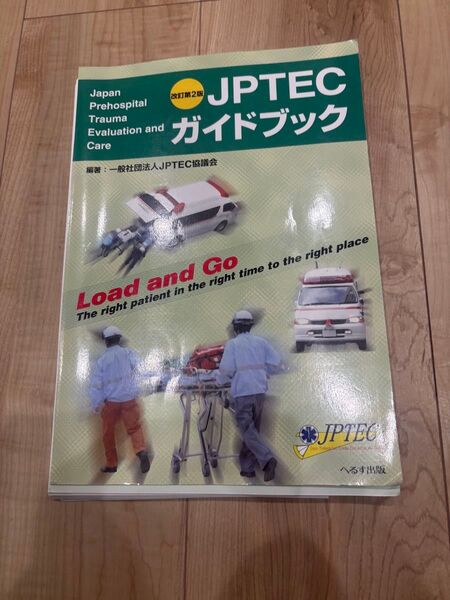 Japan
Prehospital
Trauma
Evaluation and
Care
改訂第2版
JPTEC
ガイドブック
編著:一般社団法人JPTEC協議会
Load and Go
The right patient in the right time to the right place
JPTEC
へるす出版